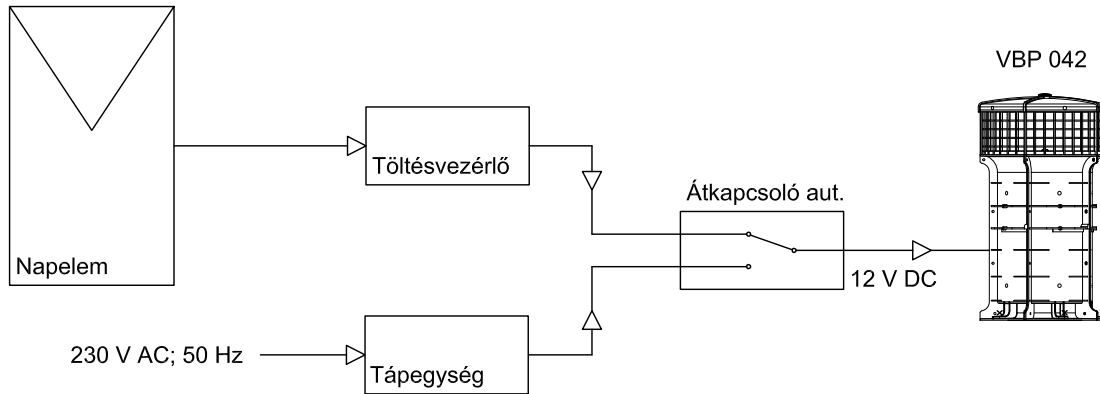 VBP 042
Töltésvezérlő
Átkapcsoló aut.
Napelem
12 V DC
230 V AC; 50 Hz
Tápegység